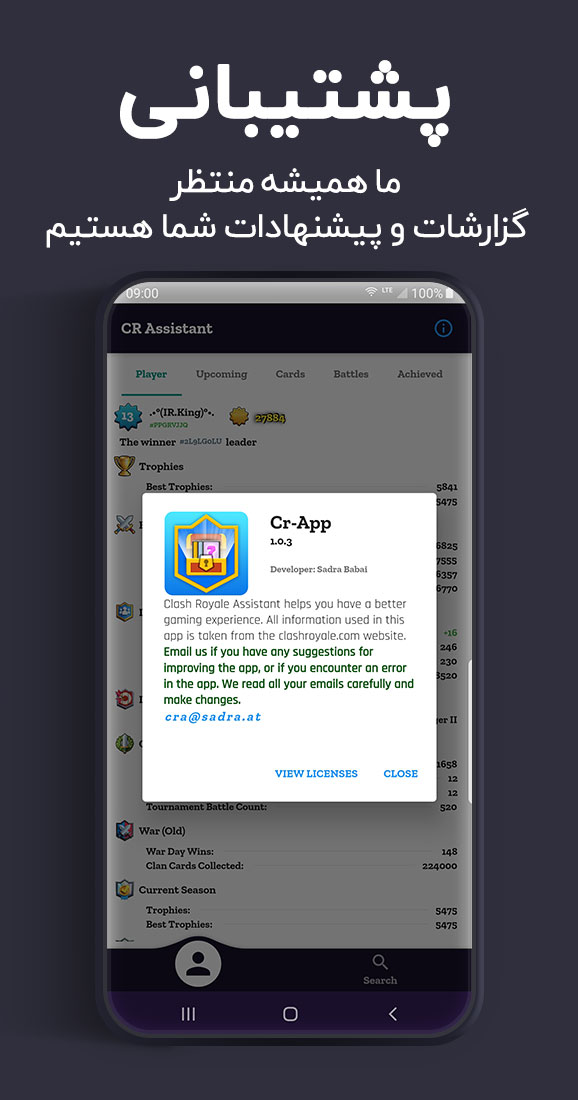 پشتیبانی
ما همیشه منتظر
گزارشات و پیشنهادات شما هستیم
09:00 LTE 100%
CR Assistant
Player Upcoming Cards Battles Achieved
13 .•°(IR.King)°•. 27884
#PPGRVJJQ
The winner #2L9LG0LU leader
Trophies
Best Trophies: 5841
5475
Cr-App
1.0.3
Developer: Sadra Babai
Clash Royale Assistant helps you have a better
gaming experience. All information used in this
app is taken from the clashroyale.com website.
Email us if you have any suggestions for
improving the app, or if you encounter an error
in the app. We read all your emails carefully and
make changes.
cra@sadra.at
VIEW LICENSES CLOSE
6825
7555
6357
6770
+16
246
230
8520
1658
12
12
Tournament Battle Count: 520
War (Old)
War Day Wins: 148
Clan Cards Collected: 224000
Current Season
Trophies: 5475
Best Trophies: 5475
Search